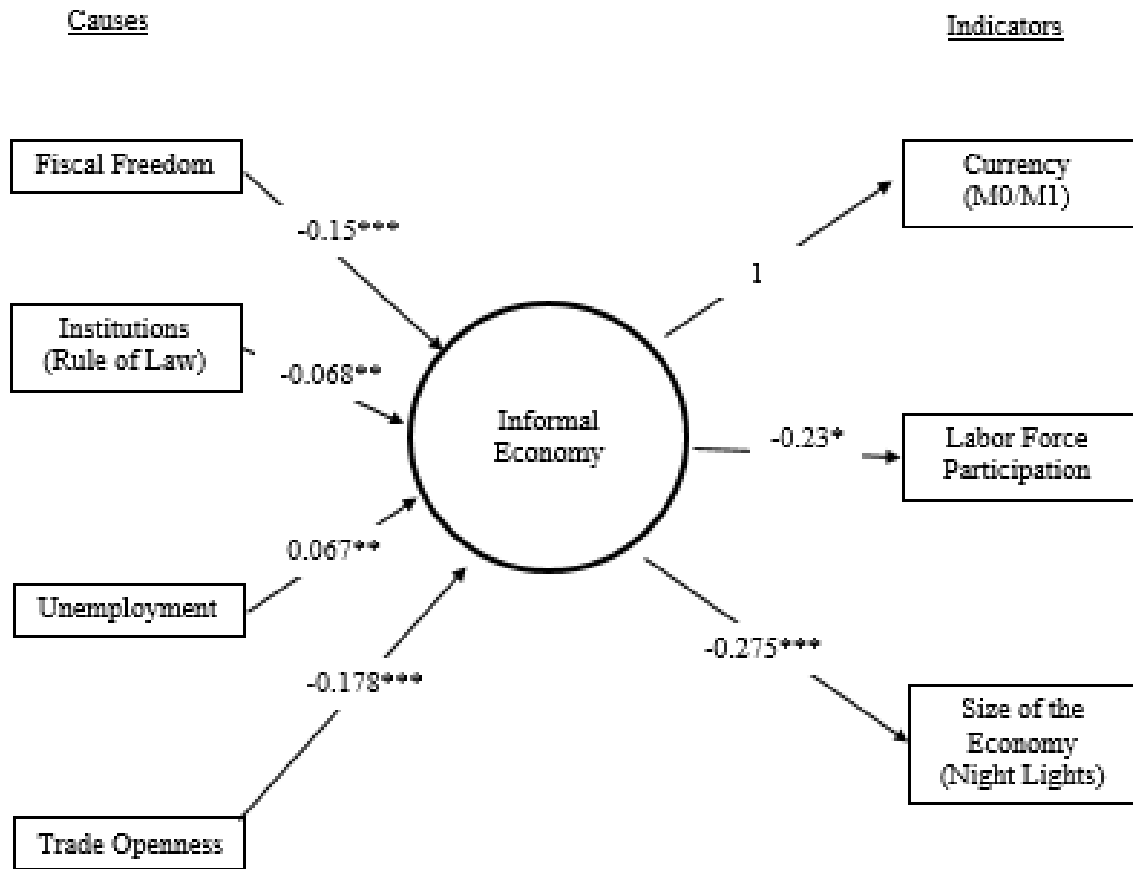 Causes
Indicators
Fiscal Freedom
-0.15***
Institutions
(Rule of Law)
-0.068**
Unemployment
0.067**
Trade Openness
-0.178***
Informal
Economy
1
Currency
(M0/M1)
-0.23*
Labor Force
Participation
-0.275***
Size of the
Economy
(Night Lights)